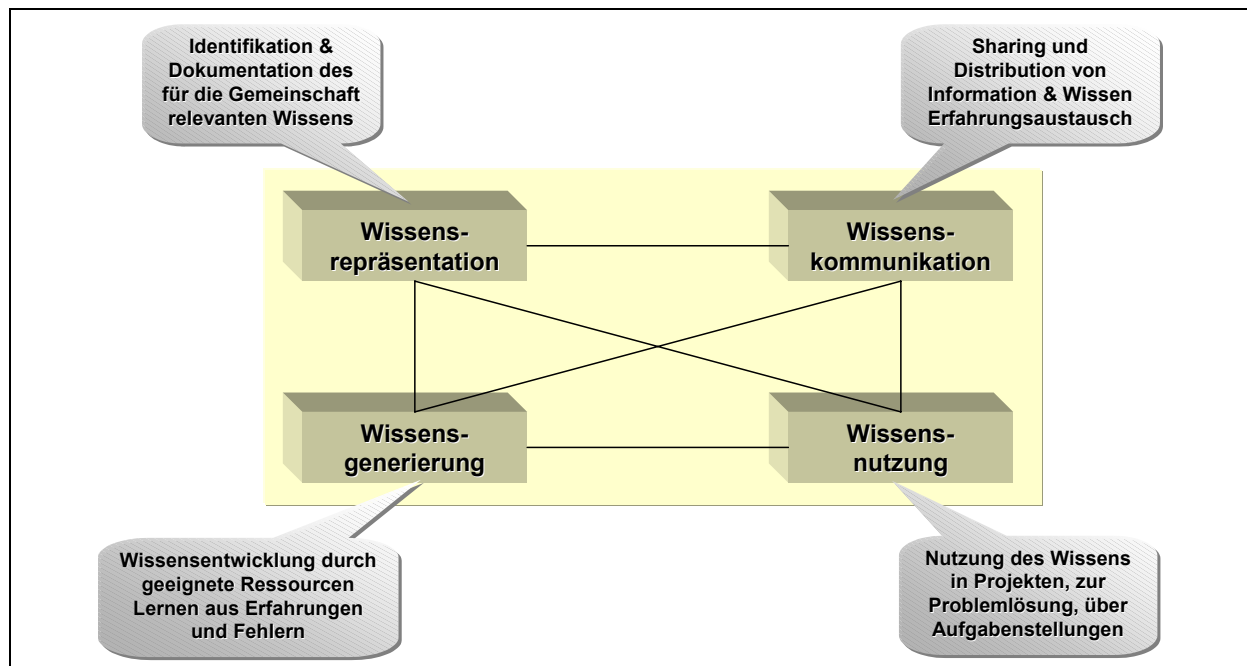 Identifikation &
Dokumentation des
für die Gemeinschaft
relevanten Wissens
Sharing und
Distribution von
Information & Wissen
Erfahrungsaustausch
Wissens-
repräsentation
Wissens-
kommunikation
Wissens-
generierung
Wissens-
nutzung
Wissensentwicklung durch
geeignete Ressourcen
Lernen aus Erfahrungen
und Fehlern
Nutzung des Wissens
in Projekten, zur
Problemlösung, über
Aufgabenstellungen